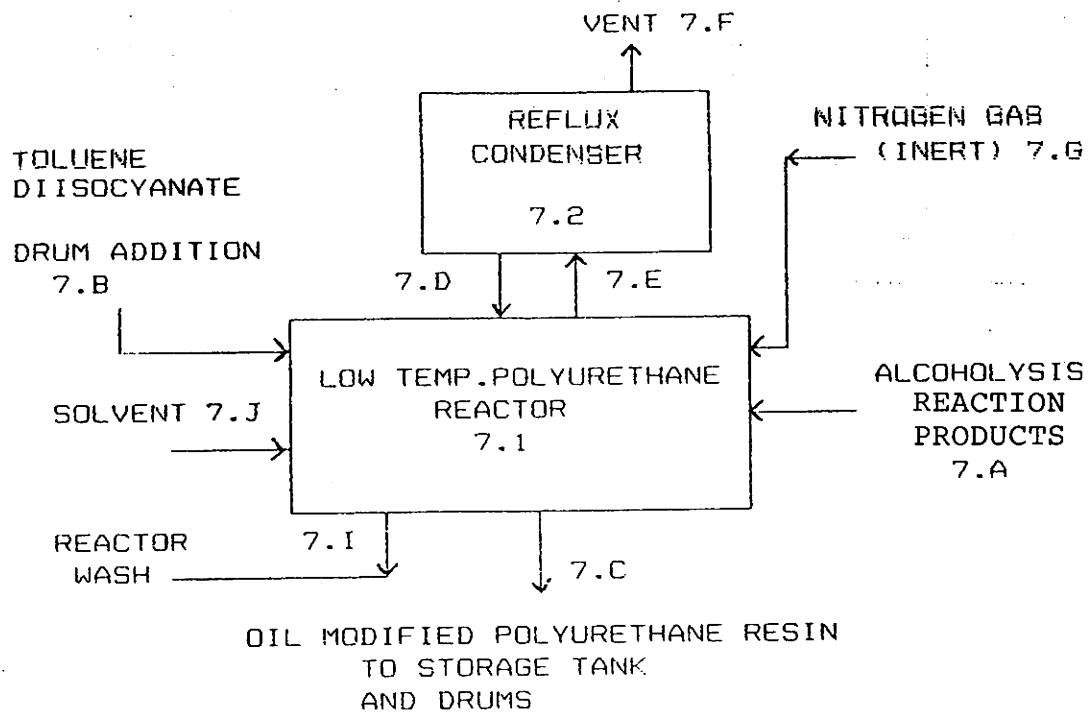 VENT 7.F
REFLUX
CONDENSER
7.2
NITROGEN GAS
(INERT) 7.G
TOLUENE
DIISOCYANATE
DRUM ADDITION
7.B
7.D
7.E
LOW TEMP.POLYURETHANE
REACTOR
7.1
SOLVENT 7.J
ALCOHOLYSIS
REACTION
PRODUCTS
7.A
REACTOR
WASH
7.I
7.C
OIL MODIFIED POLYURETHANE RESIN
TO STORAGE TANK
AND DRUMS